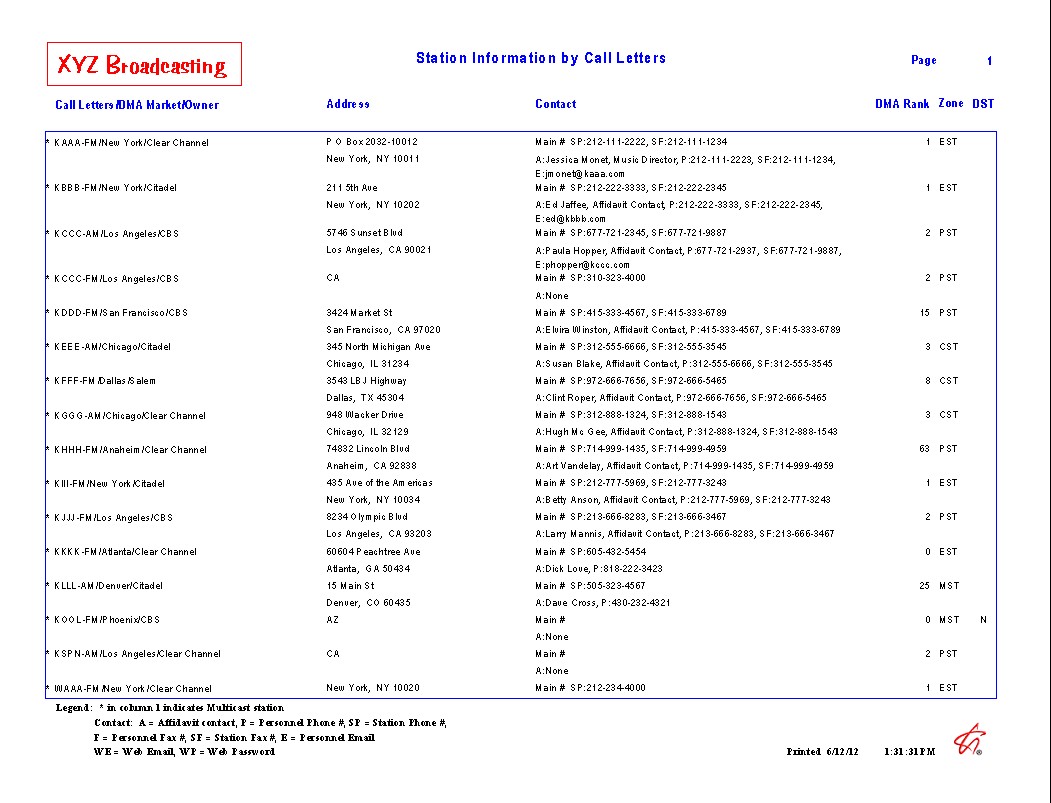 XYZ Broadcasting
Station Information by Call Letters
Page 1
Call Letters/DMA Market/Owner Address Contact DMA Rank Zone DST
* KAAA-FM/New York/Clear Channel P O Box 2032-10012 Main # SP:212-111-2222, SF:212-111-1234 1 EST
New York, NY 10011 A:Jessica Monet, Music Director, P:212-111-2223, SF:212-111-1234,
E:jmonet@kaaa.com
* KBBB-FM/New York/Citadel 211 5th Ave Main # SP:212-222-3333, SF:212-222-2345 1 EST
New York, NY 10202 A:Ed Jaffee, Affidavit Contact, P:212-222-3333, SF:212-222-2345,
E:ed@kbbb.com
* KCCC-AM/Los Angeles/CBS 5746 Sunset Blvd Main # SP:677-721-2345, SF:677-721-9887 2 PST
Los Angeles, CA 90021 A:Paula Hopper, Affidavit Contact, P:677-721-2937, SF:677-721-9887,
E:phopper@kccc.com
* KCCC-FM/Los Angeles/CBS CA Main # SP:310-323-4000 2 PST
A:None
* KDDD-FM/San Francisco/CBS 3424 Market St Main # SP:415-333-4567, SF:415-333-6789 15 PST
San Francisco, CA 97020 A:Elvira Winston, Affidavit Contact, P:415-333-4567, SF:415-333-6789
* KEEE-AM/Chicago/Citadel 345 North Michigan Ave Main # SP:312-555-6666, SF:312-555-3545 3 CST
Chicago, IL 31234 A:Susan Blake, Affidavit Contact, P:312-555-6666, SF:312-555-3545
* KFFF-FM/Dallas/Salem 3543 LBJ Highway Main # SP:972-666-7656, SF:972-666-5465 8 CST
Dallas, TX 45304 A:Clint Roper, Affidavit Contact, P:972-666-7656, SF:972-666-5465
* KGGG-AM/Chicago/Clear Channel 948 Wacker Drive Main # SP:312-888-1324, SF:312-888-1543 3 CST
Chicago, IL 32129 A:Hugh Mc Gee, Affidavit Contact, P:312-888-1324, SF:312-888-1543
* KHHH-FM/Anaheim/Clear Channel 74832 Lincoln Blvd Main # SP:714-999-1435, SF:714-999-4959 63 PST
Anaheim, CA 92838 A:Art Vandelay, Affidavit Contact, P:714-999-1435, SF:714-999-4959
* KIII-FM/New York/Citadel 435 Ave of the Americas Main # SP:212-777-5969, SF:212-777-3243 1 EST
New York, NY 10034 A:Betty Anson, Affidavit Contact, P:212-777-5969, SF:212-777-3243
* KJJJ-FM/Los Angeles/CBS 8234 Olympic Blvd Main # SP:213-666-8283, SF:213-666-3467 2 PST
Los Angeles, CA 93203 A:Larry Mannis, Affidavit Contact, P:213-666-8283, SF:213-666-3467
* KKKK-FM/Atlanta/Clear Channel 60604 Peachtree Ave Main # SP:605-432-5454 0 EST
Atlanta, GA 50434 A:Dick Love, P:818-222-3423
* KLLL-AM/Denver/Citadel 15 Main St Main # SP:505-323-4567 25 MST
Denver, CO 60435 A:Dave Cross, P:430-232-4321
* KOOL-FM/Phoenix/CBS AZ Main # 0 MST N
A:None
* KSPN-AM/Los Angeles/Clear Channel CA Main # 2 PST
A:None
* WAAA-FM/New York/Clear Channel New York, NY 10020 Main # SP:212-234-4000 1 EST
Legend: * in column 1 indicates Multicast station
Contact: A = Affidavit contact, P = Personnel Phone #, SP = Station Phone #,
F = Personnel Fax #, SF = Station Fax #, E = Personnel Email
WE = Web Email, WP = Web Password
Printed 6/12/12 1:31:31PM
®